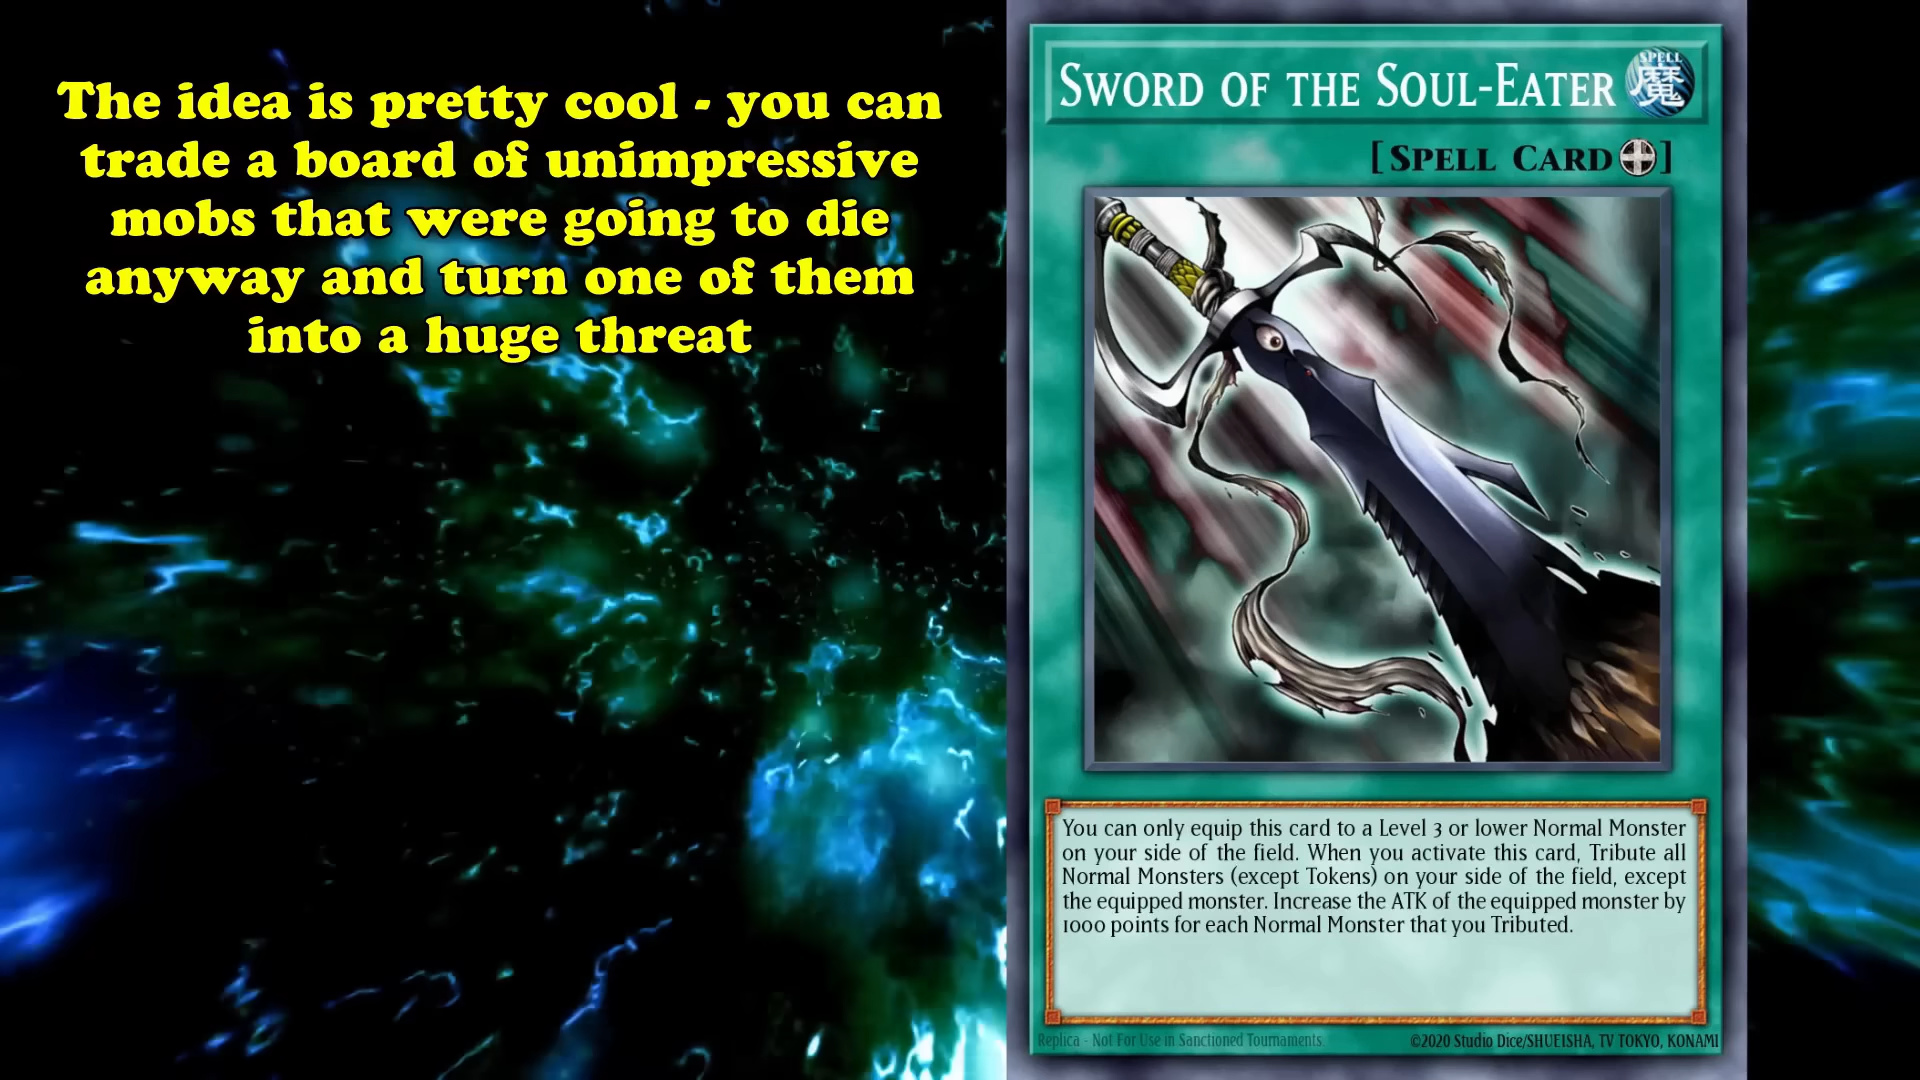 The idea is pretty cool - you can
trade a board of unimpressive
mobs that were going to die
anyway and turn one of them
into a huge threat
Sword of the Soul-Eater
SPELL
魔
[Spell Card]
You can only equip this card to a Level 3 or lower Normal Monster
on your side of the field. When you activate this card, Tribute all
Normal Monsters (except Tokens) on your side of the field, except
the equipped monster. Increase the ATK of the equipped monster by
1000 points for each Normal Monster that you Tributed.
Replica - Not For Use in Sanctioned Tournaments
©2020 Studio Dice/SHUEISHA, TV TOKYO, KONAMI